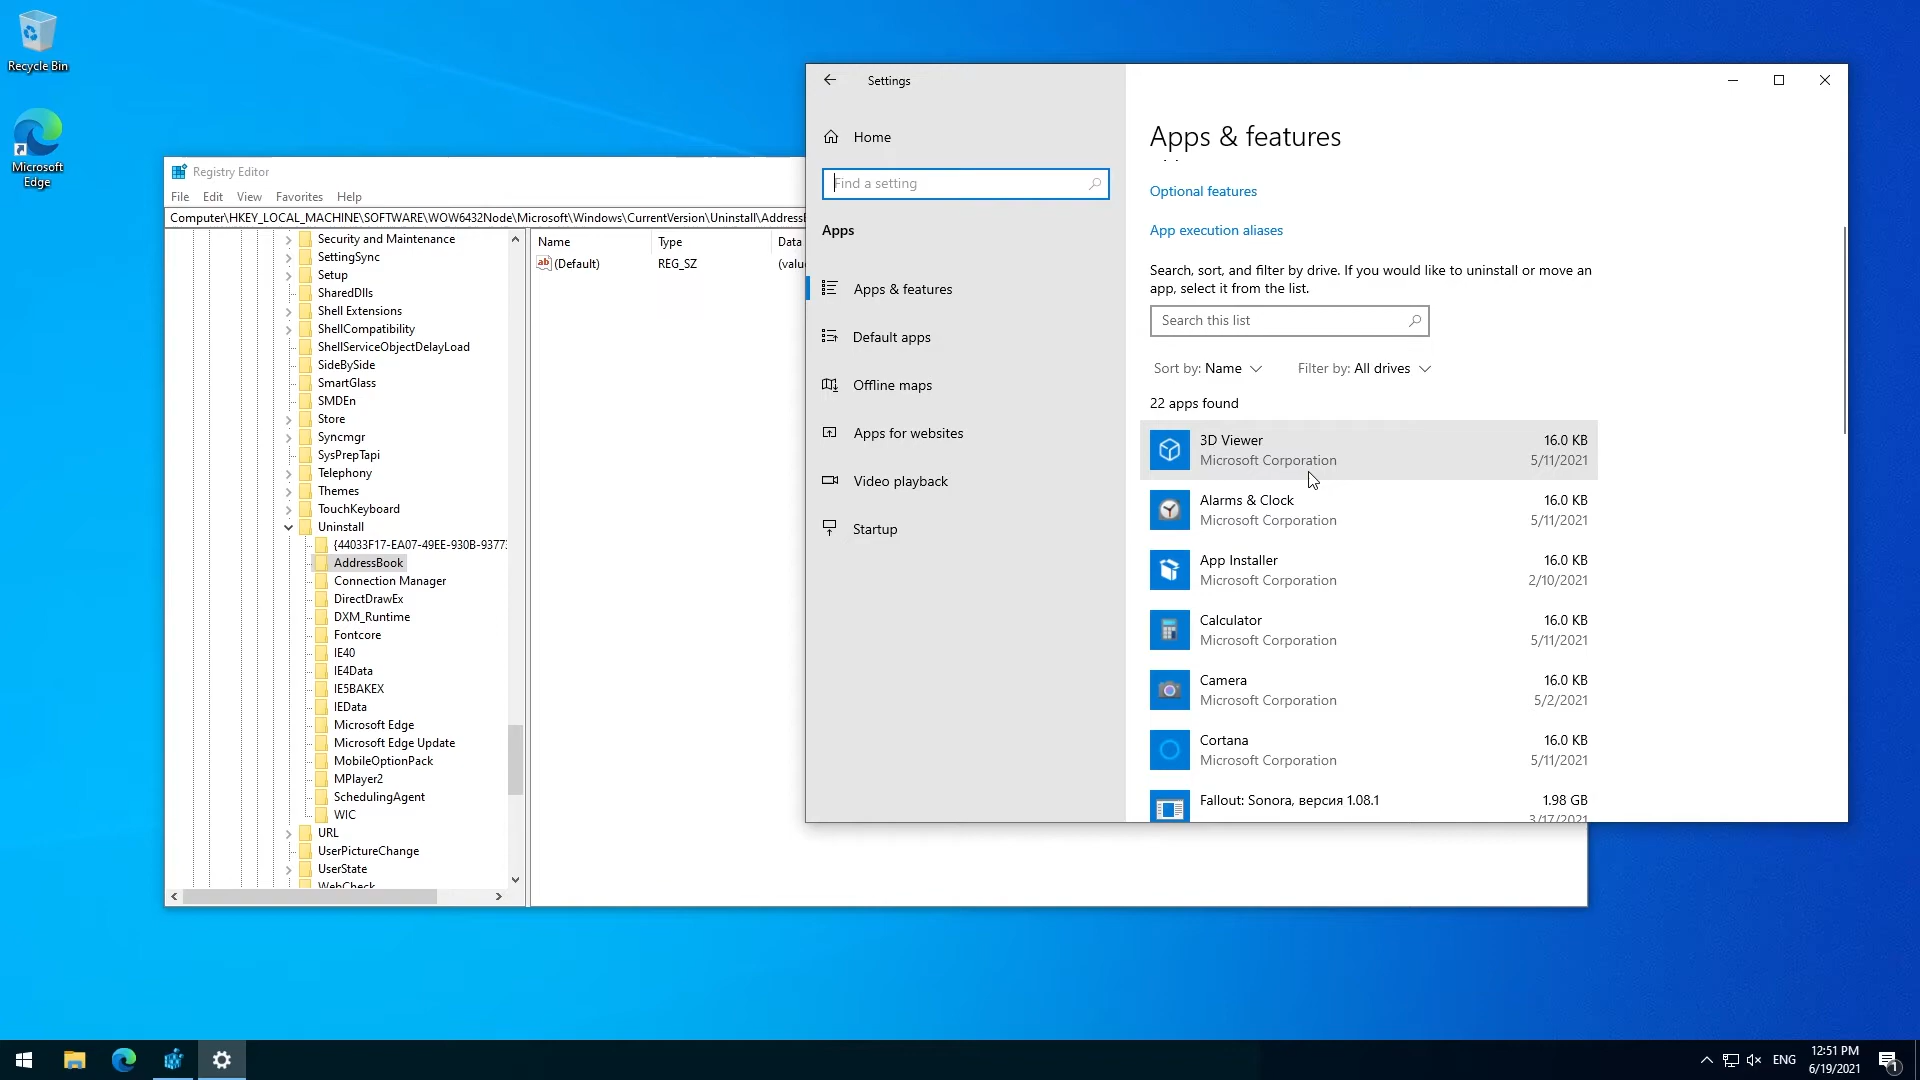 Recycle Bin
Microsoft
Edge
Registry Editor
File Edit View Favorites Help
Computer\HKEY_LOCAL_MACHINE\SOFTWARE\WOW6432Node\Microsoft\Windows\CurrentVersion\Uninstall\AddressB
Security and Maintenance
SettingSync
Setup
SharedDlls
Shell Extensions
ShellCompatibility
ShellServiceObjectDelayLoad
SideBySide
SmartGlass
SMDEn
Store
Syncmgr
SysPrepTapi
Telephony
Themes
TouchKeyboard
Uninstall
{44033F17-EA07-49EE-930B-9377
AddressBook
Connection Manager
DirectDrawEx
DXM_Runtime
Fontcore
IE40
IE4Data
IE5BAKEX
IEData
Microsoft Edge
Microsoft Edge Update
MobileOptionPack
MPlayer2
SchedulingAgent
WIC
URL
UserPictureChange
UserState
WebCheck
Name Type Data
ab (Default) REG_SZ (valu
Settings
Home
Find a setting
Apps
Apps & features
Default apps
Offline maps
Apps for websites
Video playback
Startup
Apps & features
Optional features
App execution aliases
Search, sort, and filter by drive. If you would like to uninstall or move an
app, select it from the list.
Search this list
Sort by: Name Filter by: All drives
22 apps found
3D Viewer 16.0 KB
Microsoft Corporation 5/11/2021
Alarms & Clock 16.0 KB
Microsoft Corporation 5/11/2021
App Installer 16.0 KB
Microsoft Corporation 2/10/2021
Calculator 16.0 KB
Microsoft Corporation 5/11/2021
Camera 16.0 KB
Microsoft Corporation 5/2/2021
Cortana 16.0 KB
Microsoft Corporation 5/11/2021
Fallout: Sonora, версия 1.08.1 1.98 GB
3/17/2021
ENG
12:51 PM
6/19/2021
1